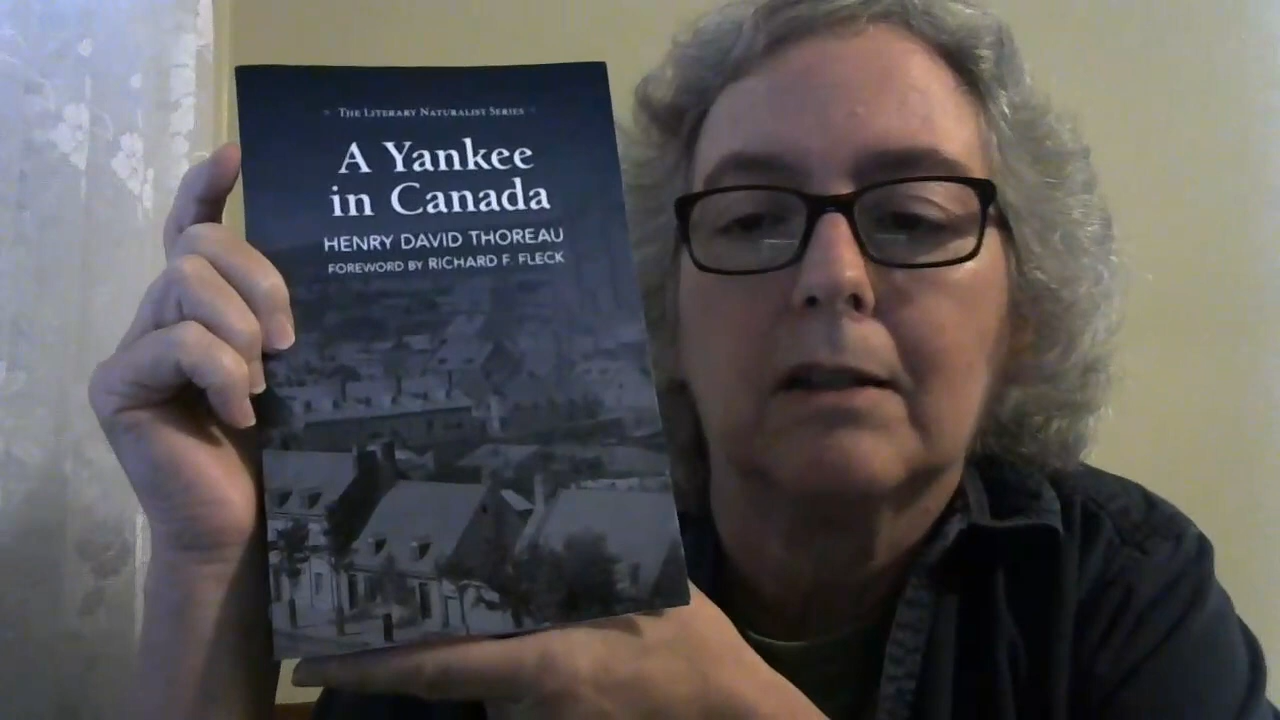 The Literary Naturalist Series
A Yankee
in Canada
HENRY DAVID THOREAU
FOREWORD BY RICHARD F. FLECK